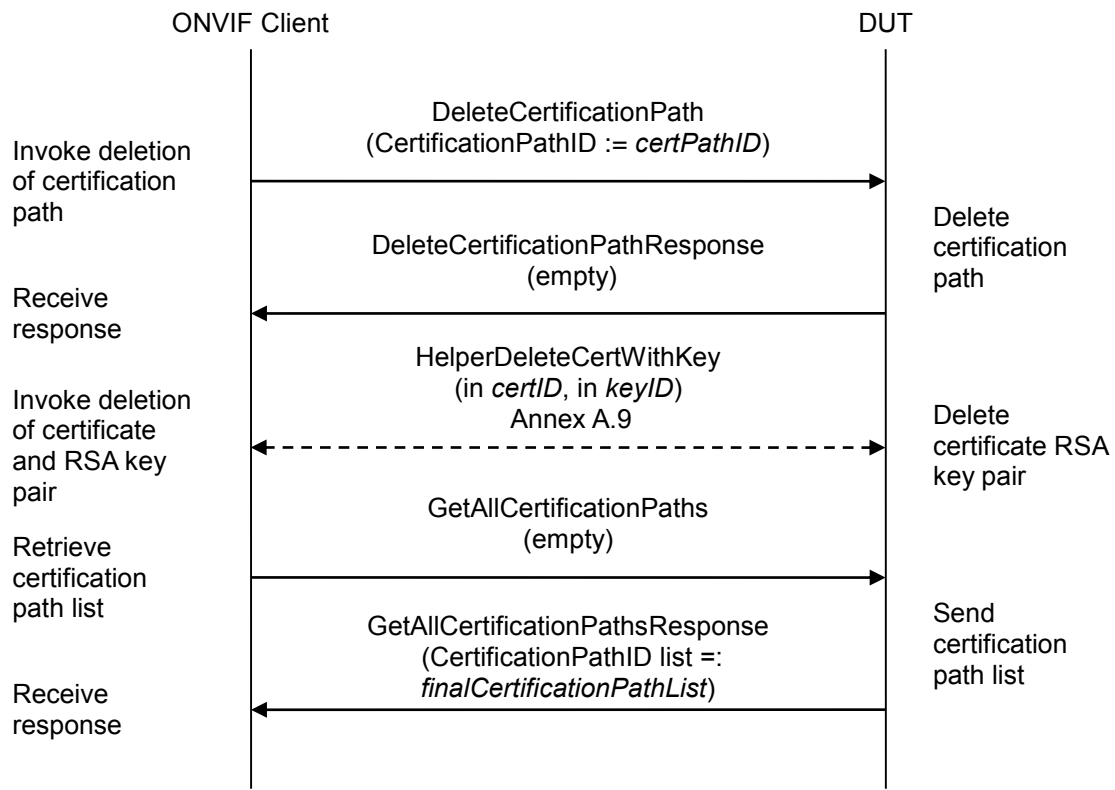 ONVIF Client
DUT
DeleteCertificationPath
(CertificationPathID := certPathID)
Invoke deletion
of certification
path
Delete
certification
path
DeleteCertificationPathResponse
(empty)
Receive
response
HelperDeleteCertWithKey
(in certID, in keyID)
Annex A.9
Invoke deletion
of certificate
and RSA key
pair
Delete
certificate RSA
key pair
GetAllCertificationPaths
(empty)
Retrieve
certification
path list
Send
certification
path list
GetAllCertificationPathsResponse
(CertificationPathID list =:
finalCertificationPathList)
Receive
response